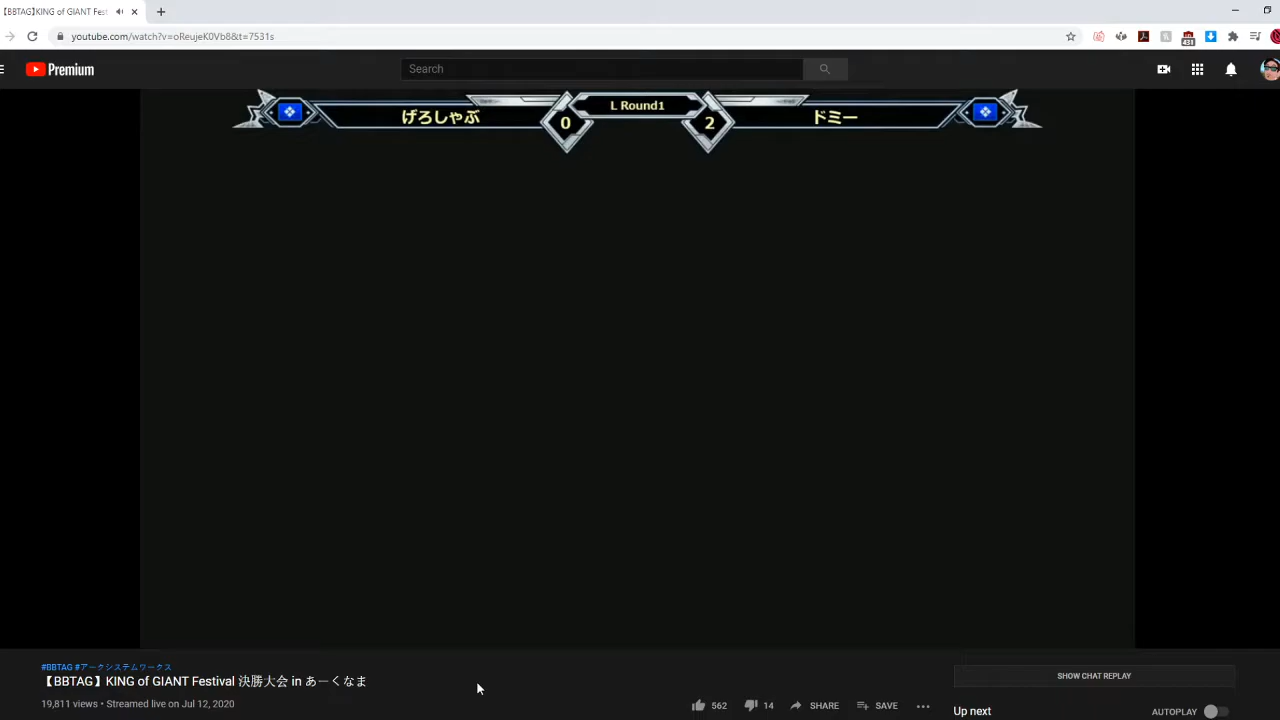 【BBTAG】KING of GIANT Fest
youtube.com/watch?v=oReujeK0Vb8&t=7531s
431
Premium
Search
L Round1
げろしゃぶ
0
2
ドミー
#BBTAG #アークシステムワークス
【BBTAG】KING of GIANT Festival 決勝大会 in あーくなま
19,811 views • Streamed live on Jul 12, 2020
562
14
SHARE
SAVE
SHOW CHAT REPLAY
Up next
AUTOPLAY